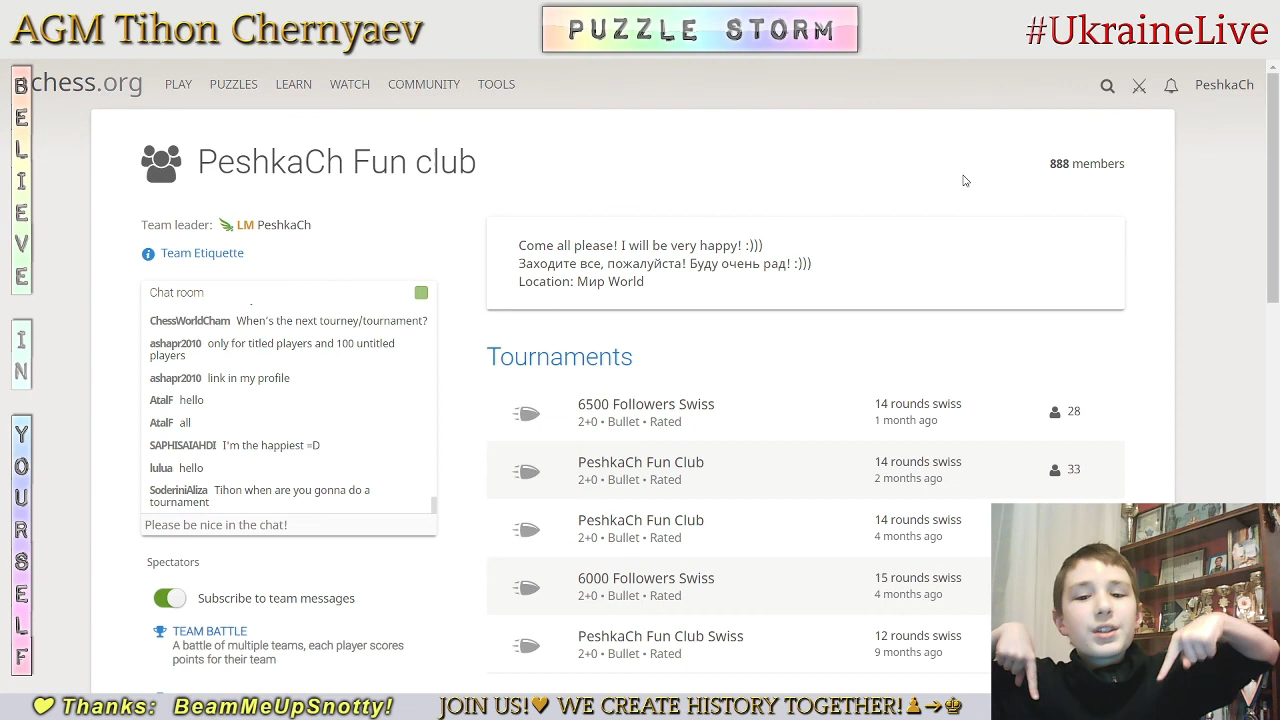 AGM Tihon Chernyaev
PUZZLE STORM
#UkraineLive
BELIEVE
IN
YOURSELF
chess.org
PLAY PUZZLES LEARN WATCH COMMUNITY TOOLS
PeshkaCh
PeshkaCh Fun club
888 members
Team leader: LM PeshkaCh
Team Etiquette
Chat room
ChessWorldCham When's the next tourney/tournament?
ashapr2010 only for titled players and 100 untitled
players
ashapr2010 link in my profile
AtalF hello
AtalF all
SAPHISAIAHDI I'm the happiest =D
lulua hello
SoderiniAliza Tihon when are you gonna do a
tournament
Please be nice in the chat!
Spectators
Subscribe to team messages
TEAM BATTLE
A battle of multiple teams, each player scores
points for their team
Come all please! I will be very happy! :)))
Заходите все, пожалуйста! Буду очень рад! :)))
Location: Мир World
Tournaments
6500 Followers Swiss 14 rounds swiss 28
2+0 • Bullet • Rated 1 month ago
PeshkaCh Fun Club 14 rounds swiss 33
2+0 • Bullet • Rated 2 months ago
PeshkaCh Fun Club 14 rounds swiss
2+0 • Bullet • Rated 4 months ago
6000 Followers Swiss 15 rounds swiss
2+0 • Bullet • Rated 4 months ago
PeshkaCh Fun Club Swiss 12 rounds swiss
2+0 • Bullet • Rated 9 months ago
Thanks: BeamMeUpSnotty!
JOIN US! WE CREATE HISTORY TOGETHER!